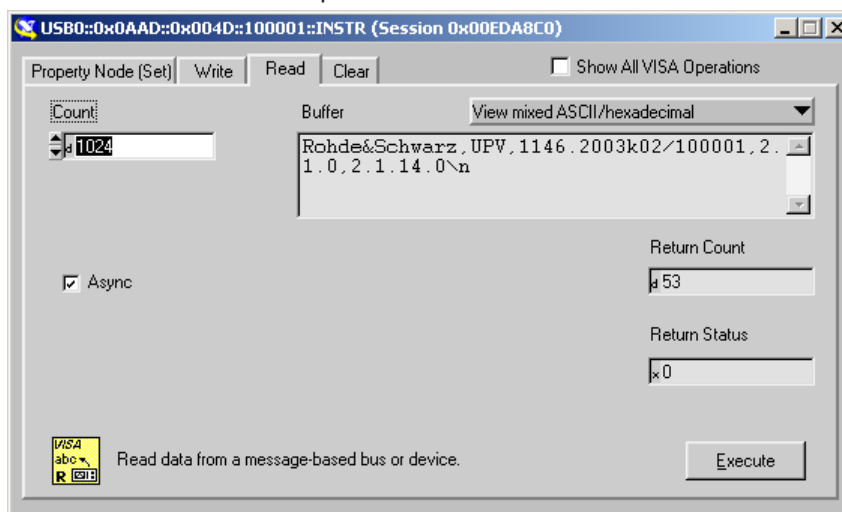 USB0::0x0AAD::0x004D::100001::INSTR (Session 0x00EDA8C0)
Property Node (Set) Write Read Clear Show All VISA Operations
Count Buffer View mixed ASCII/hexadecimal
d 1024
Rohde&Schwarz,UPV,1146.2003k02/100001,2.
1.0,2.1.14.0\n
Return Count
Async
d 53
Return Status
x 0
VISA
abc
R
Read data from a message-based bus or device.
Execute